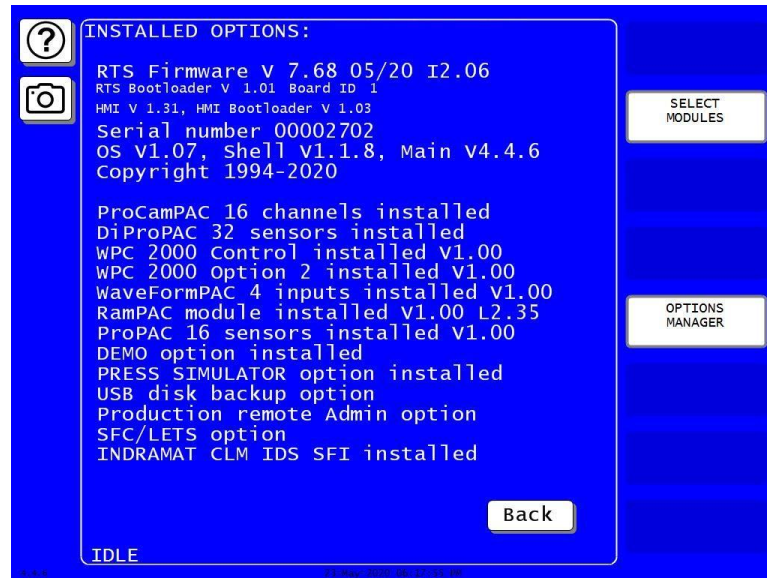 INSTALLED OPTIONS:
RTS Firmware V 7.68 05/20 I2.06
RTS Bootloader V 1.01 Board ID 1
HMI V 1.31, HMI Bootloader V 1.03
Serial number 00002702
OS V1.07, Shell V1.1.8, Main V4.4.6
Copyright 1994-2020
ProCamPAC 16 channels installed
DiProPAC 32 sensors installed
WPC 2000 Control installed V1.00
WPC 2000 Option 2 installed V1.00
WaveFormPAC 4 inputs installed V1.00
RamPAC module installed V1.00 L2.35
ProPAC 16 sensors installed V1.00
DEMO option installed
PRESS SIMULATOR option installed
USB disk backup option
Production remote Admin option
SFC/LETS option
INDRAMAT CLM IDS SFI installed
Back
IDLE
SELECT
MODULES
OPTIONS
MANAGER